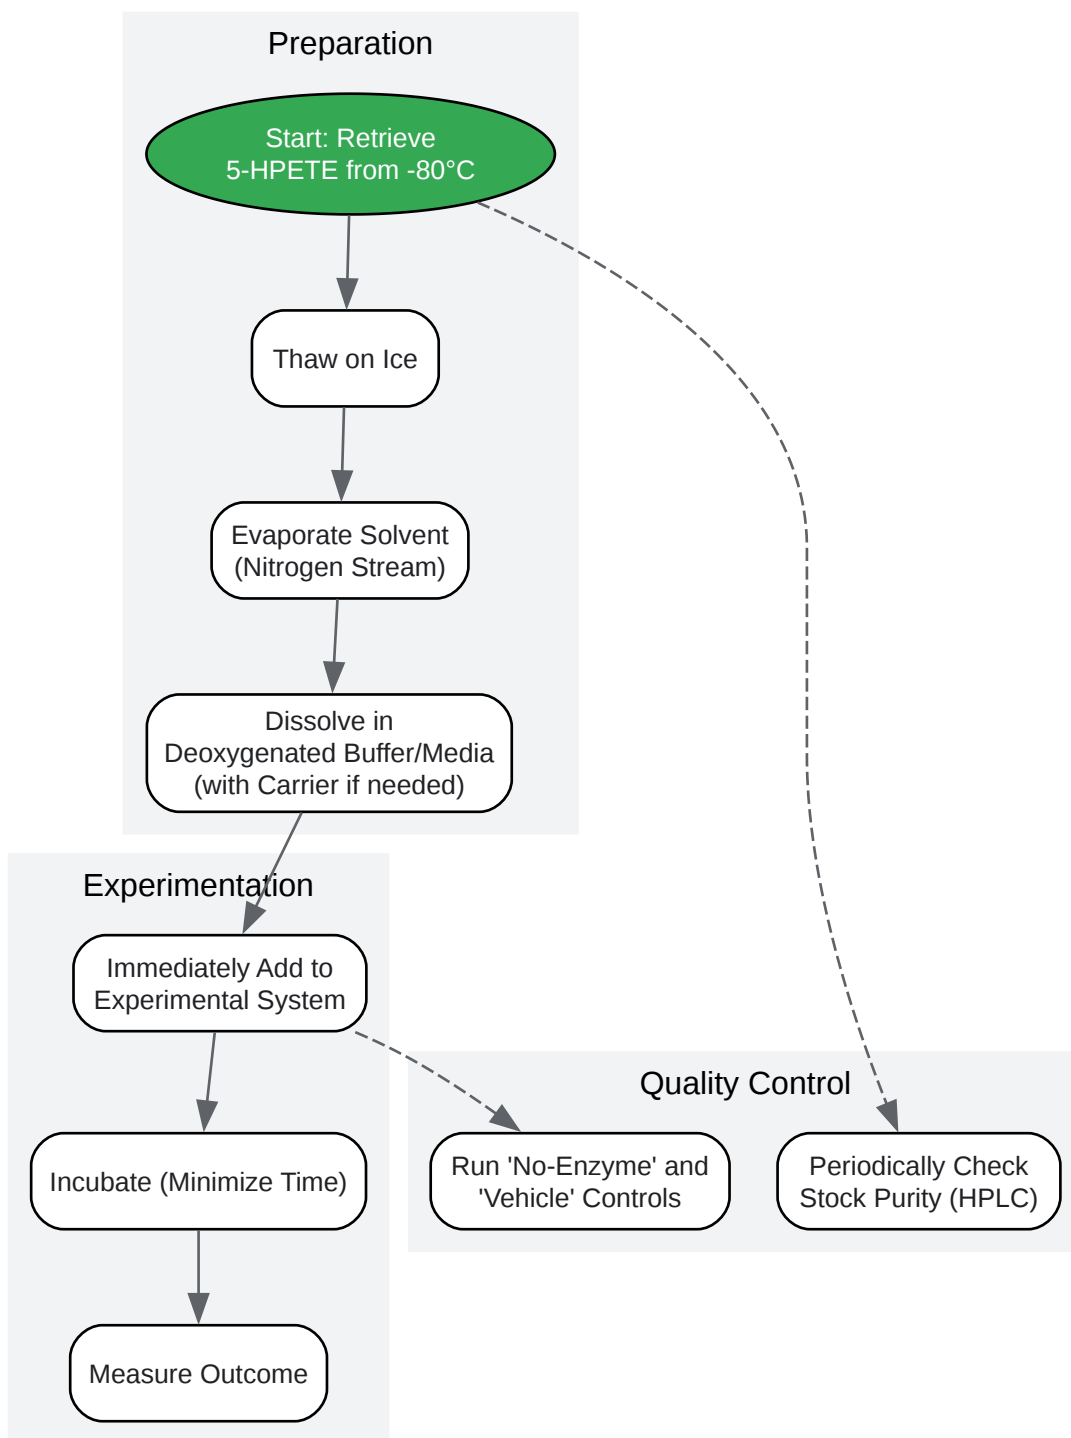 Preparation
Start: Retrieve
5-HPETE from -80°C
Thaw on Ice
Evaporate Solvent
(Nitrogen Stream)
Dissolve in
Deoxygenated Buffer/Media
(with Carrier if needed)
Experimentation
Immediately Add to
Experimental System
Incubate (Minimize Time)
Measure Outcome
Quality Control
Run 'No-Enzyme' and
'Vehicle' Controls
Periodically Check
Stock Purity (HPLC)